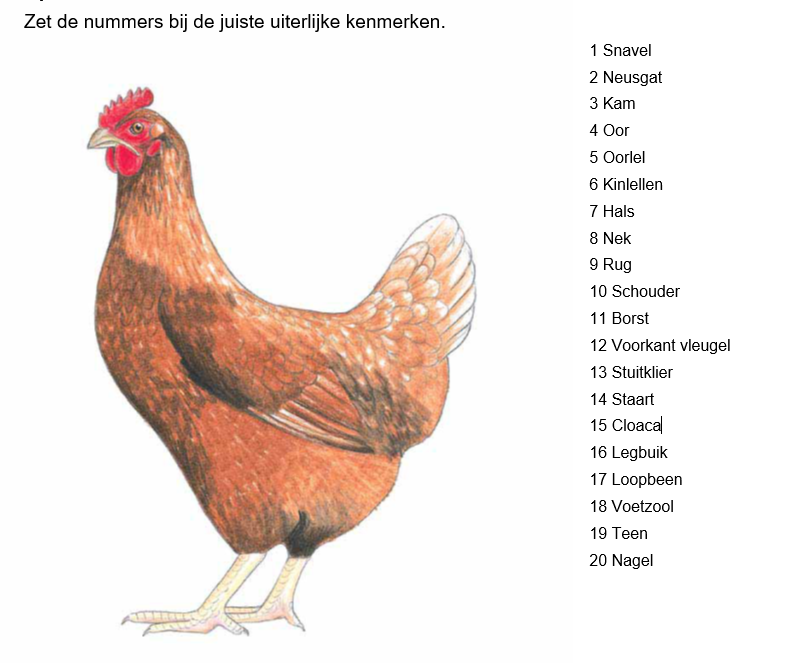 Zet de nummers bij de juiste uiterlijke kenmerken.
1 Snavel
2 Neusgat
3 Kam
4 Oor
5 Oorlel
6 Kinlellen
7 Hals
8 Nek
9 Rug
10 Schouder
11 Borst
12 Voorkant vleugel
13 Stuitklier
14 Staart
15 Cloaca
16 Legbuik
17 Loopbeen
18 Voetzool
19 Teen
20 Nagel